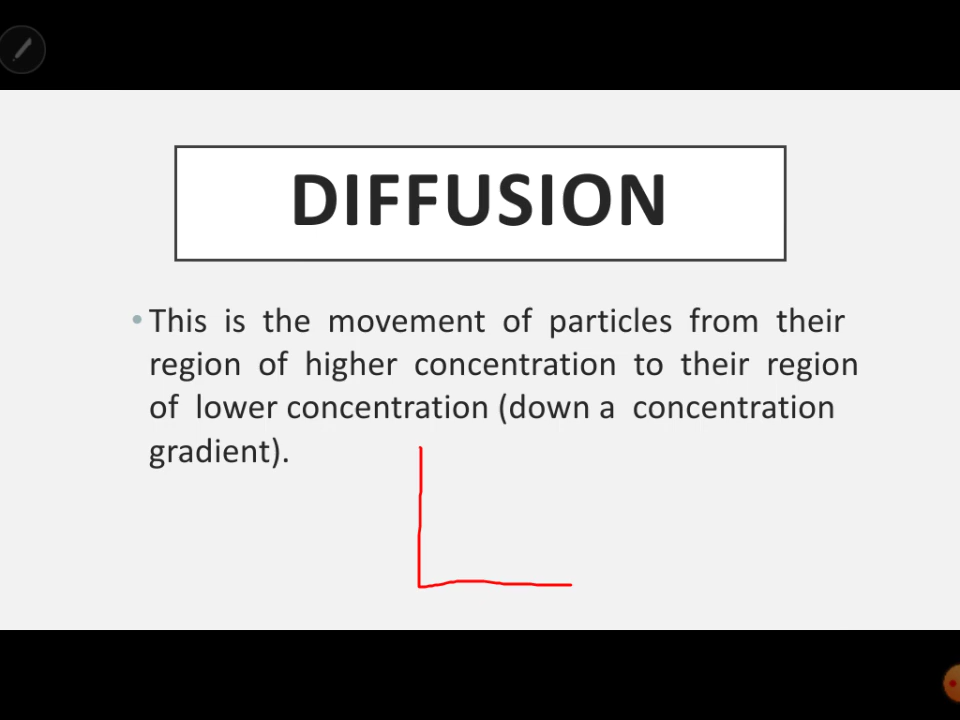 DIFFUSION
• This is the movement of particles from their
region of higher concentration to their region
of lower concentration (down a concentration
gradient).